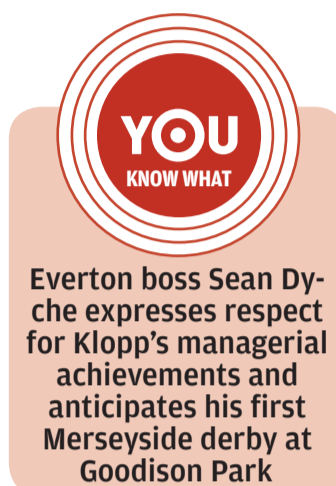 YOU
KNOW WHAT
Everton boss Sean Dy-
che expresses respect
for Klopp's managerial
achievements and
anticipates his first
Merseyside derby at
Goodison Park